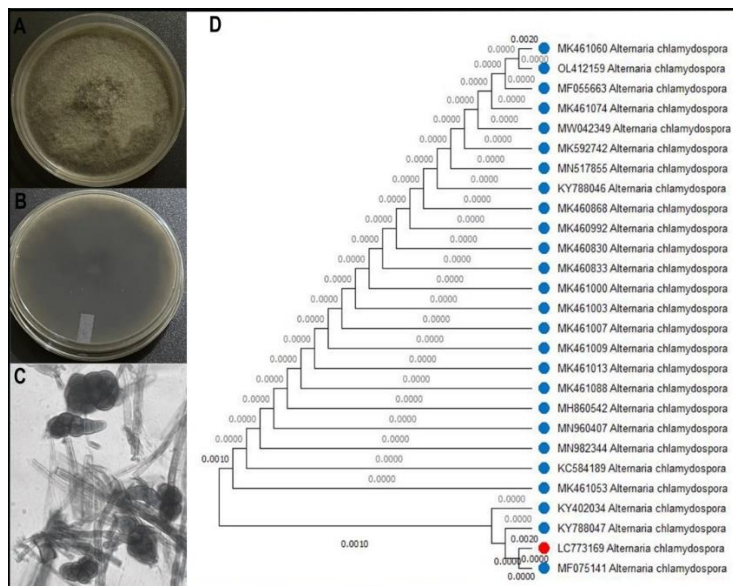 A
B
C
D
0.0020
0.0000
MK461060 Alternaria chlamydospora
0.0000
0.0000
OL412159 Alternaria chlamydospora
0.0000
0.0000
MF055663 Alternaria chlamydospora
0.0000
0.0000
MK461074 Alternaria chlamydospora
0.0000
0.0000
MW042349 Alternaria chlamydospora
0.0000
0.0000
MK592742 Alternaria chlamydospora
0.0000
0.0000
MN517855 Alternaria chlamydospora
0.0000
0.0000
KY788046 Alternaria chlamydospora
0.0000
0.0000
MK460868 Alternaria chlamydospora
0.0000
0.0000
MK460992 Alternaria chlamydospora
0.0000
0.0000
MK460830 Alternaria chlamydospora
0.0000
0.0000
MK460833 Alternaria chlamydospora
0.0000
0.0000
MK461000 Alternaria chlamydospora
0.0000
0.0000
MK461003 Alternaria chlamydospora
0.0000
0.0000
MK461007 Alternaria chlamydospora
0.0000
0.0000
MK461009 Alternaria chlamydospora
0.0000
0.0000
MK461013 Alternaria chlamydospora
0.0000
0.0000
MK461088 Alternaria chlamydospora
0.0000
0.0000
MH860542 Alternaria chlamydospora
0.0000
0.0000
MN960407 Alternaria chlamydospora
0.0000
0.0000
MN982344 Alternaria chlamydospora
0.0000
0.0000
KC584189 Alternaria chlamydospora
0.0010
0.0000
MK461053 Alternaria chlamydospora
0.0000
KY402034 Alternaria chlamydospora
0.0000
KY788047 Alternaria chlamydospora
0.0010
0.0020
LC773169 Alternaria chlamydospora
0.0000
0.0000
0.0000
MF075141 Alternaria chlamydospora